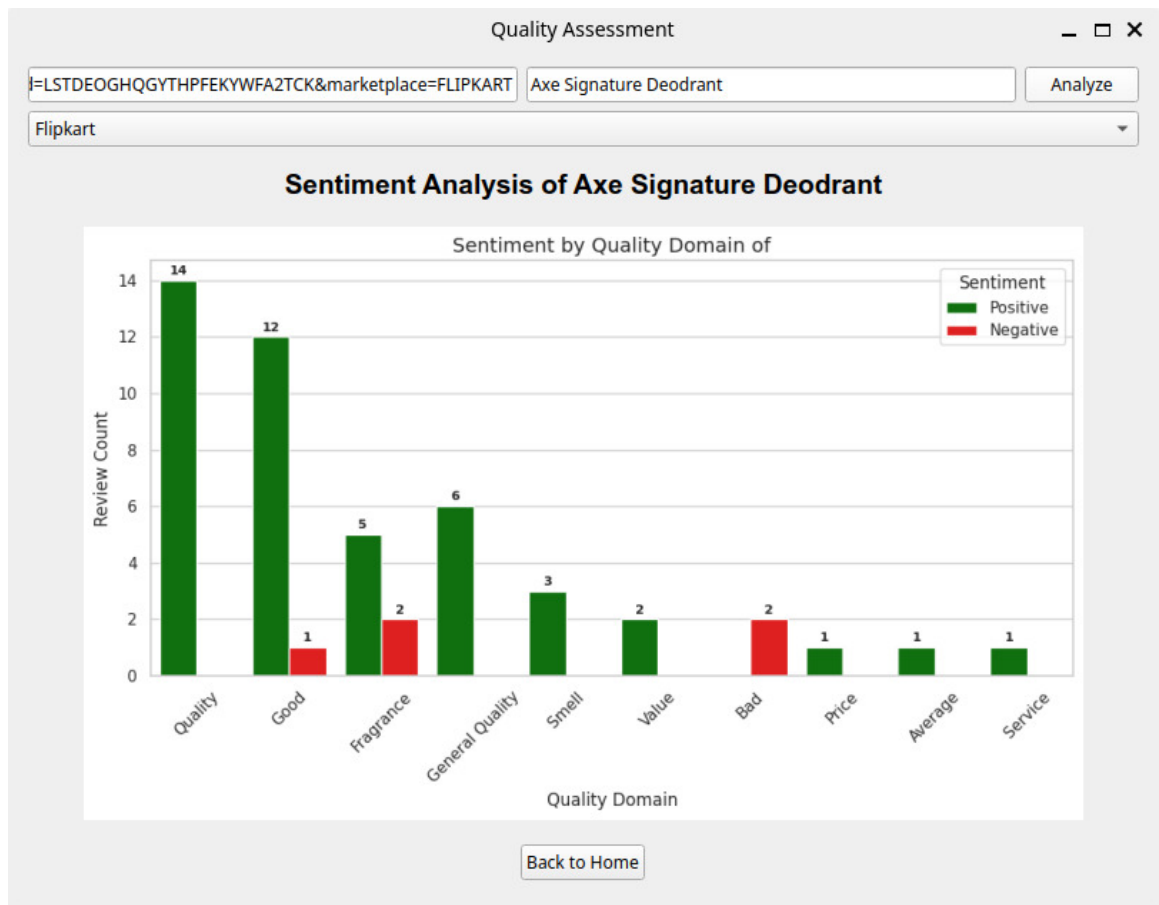 Quality Assessment
=LSTDEOGHQGYTHPFEKYWFA2TCK&marketplace=FLIPKART Axe Signature Deodrant Analyze
Flipkart
Sentiment Analysis of Axe Signature Deodrant
Sentiment by Quality Domain of
Sentiment
Positive
Negative
Review Count
14
12
10
8
6
4
2
0
14
12
1
5
2
6
3
2
2
1
1
1
Quality
Good
Fragrance
General Quality
Smell
Value
Bad
Price
Average
Service
Quality Domain
Back to Home